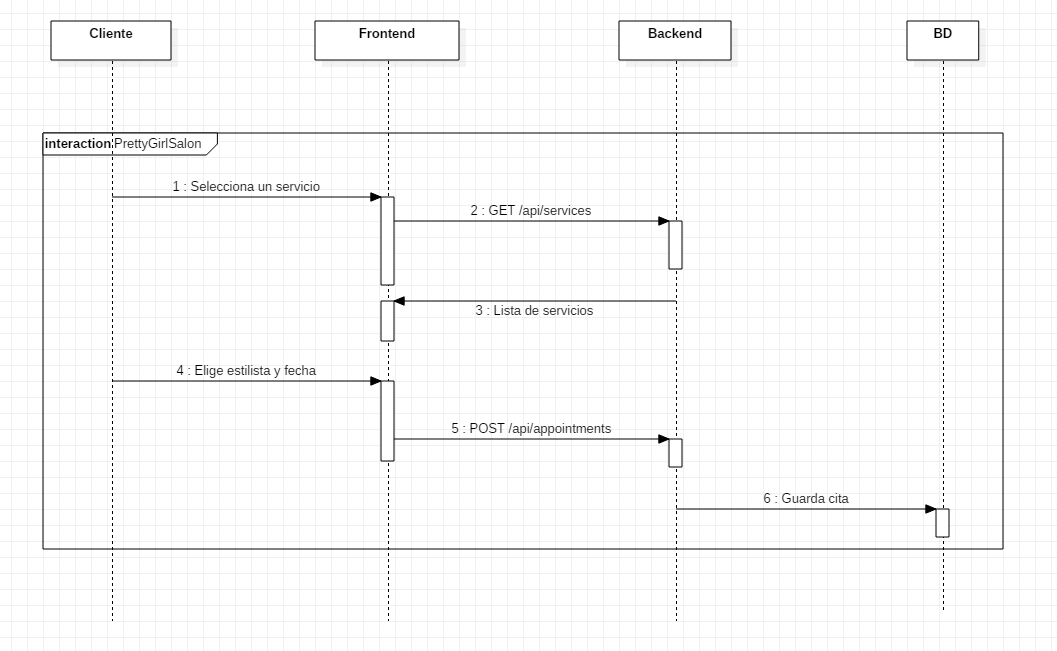 Cliente
Frontend
Backend
BD
interaction PrettyGirlSalon
1 : Selecciona un servicio
2 : GET /api/services
3 : Lista de servicios
4 : Elige estilista y fecha
5 : POST /api/appointments
6 : Guarda cita